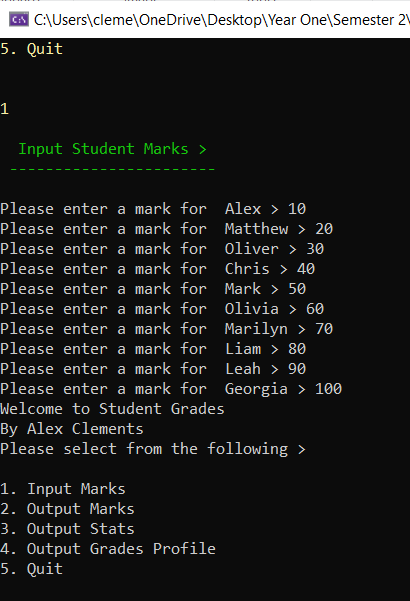 C:\Users\cleme\OneDrive\Desktop\Year One\Semester 2\
5. Quit
1
Input Student Marks >
-----------------------
Please enter a mark for  Alex > 10
Please enter a mark for  Matthew > 20
Please enter a mark for  Oliver > 30
Please enter a mark for  Chris > 40
Please enter a mark for  Mark > 50
Please enter a mark for  Olivia > 60
Please enter a mark for  Marilyn > 70
Please enter a mark for  Liam > 80
Please enter a mark for  Leah > 90
Please enter a mark for  Georgia > 100
Welcome to Student Grades
By Alex Clements
Please select from the following >
1. Input Marks
2. Output Marks
3. Output Stats
4. Output Grades Profile
5. Quit